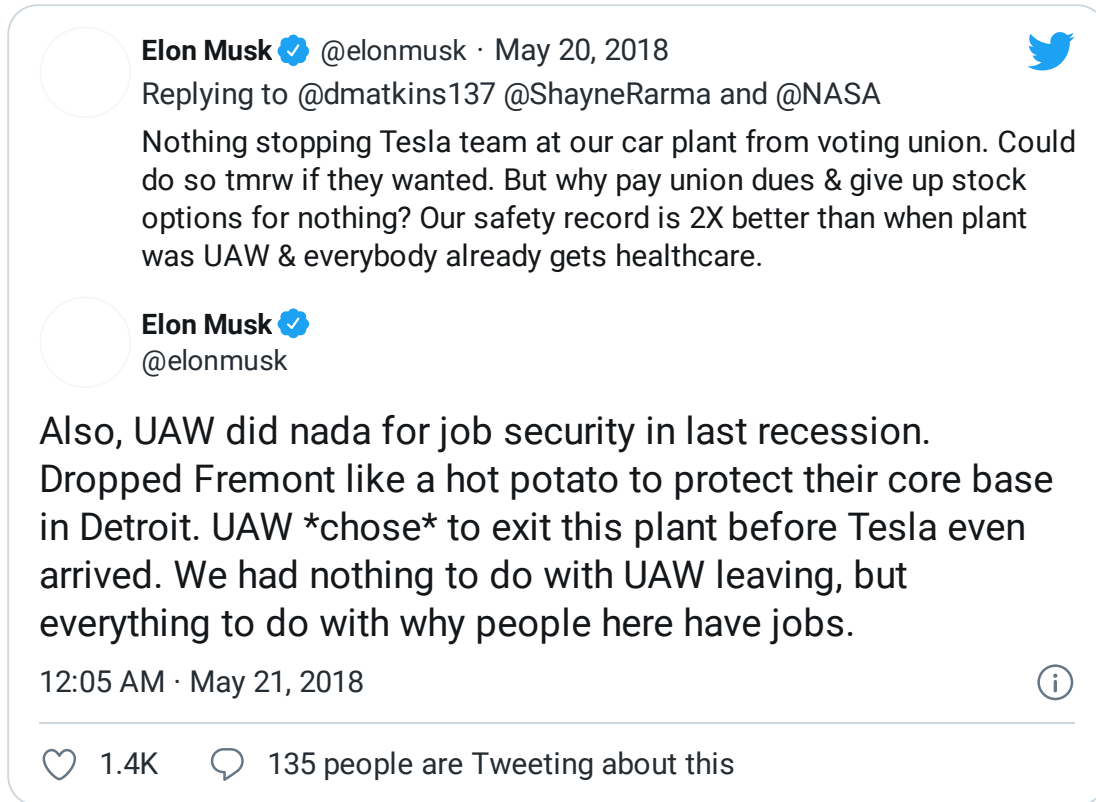 Elon Musk @elonmusk · May 20, 2018
Replying to @dmatkins137 @ShayneRarma and @NASA
Nothing stopping Tesla team at our car plant from voting union. Could
do so tmrw if they wanted. But why pay union dues & give up stock
options for nothing? Our safety record is 2X better than when plant
was UAW & everybody already gets healthcare.
Elon Musk
@elonmusk
Also, UAW did nada for job security in last recession.
Dropped Fremont like a hot potato to protect their core base
in Detroit. UAW *chose* to exit this plant before Tesla even
arrived. We had nothing to do with UAW leaving, but
everything to do with why people here have jobs.
12:05 AM · May 21, 2018
1.4K 135 people are Tweeting about this